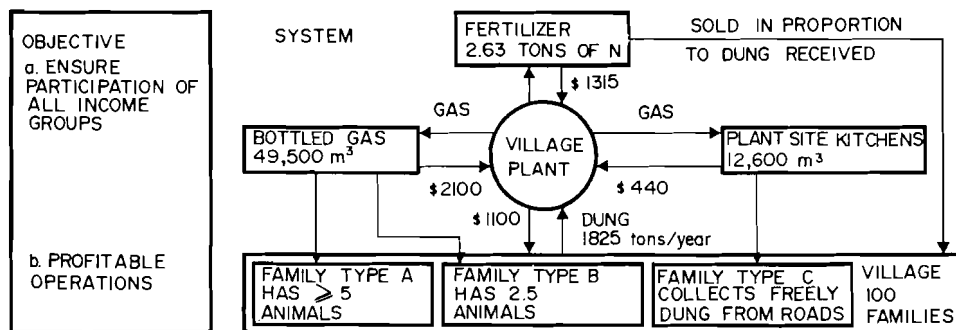 OBJECTIVE
a. ENSURE
PARTICIPATION OF
ALL INCOME
GROUPS
b. PROFITABLE
OPERATIONS
SYSTEM
FERTILIZER
2.63 TONS OF N
SOLD IN PROPORTION
TO DUNG RECEIVED
$ 1315
GAS
GAS
BOTTLED GAS
49,500 m³
VILLAGE
PLANT
PLANT SITE KITCHENS
12,600 m³
$2100
$ 440
$1100
DUNG
1825 tons/year
FAMILY TYPE A
HAS ⩾ 5
ANIMALS
FAMILY TYPE B
HAS 2.5
ANIMALS
FAMILY TYPE C
COLLECTS FREELY
DUNG FROM ROADS
VILLAGE
100
FAMILIES